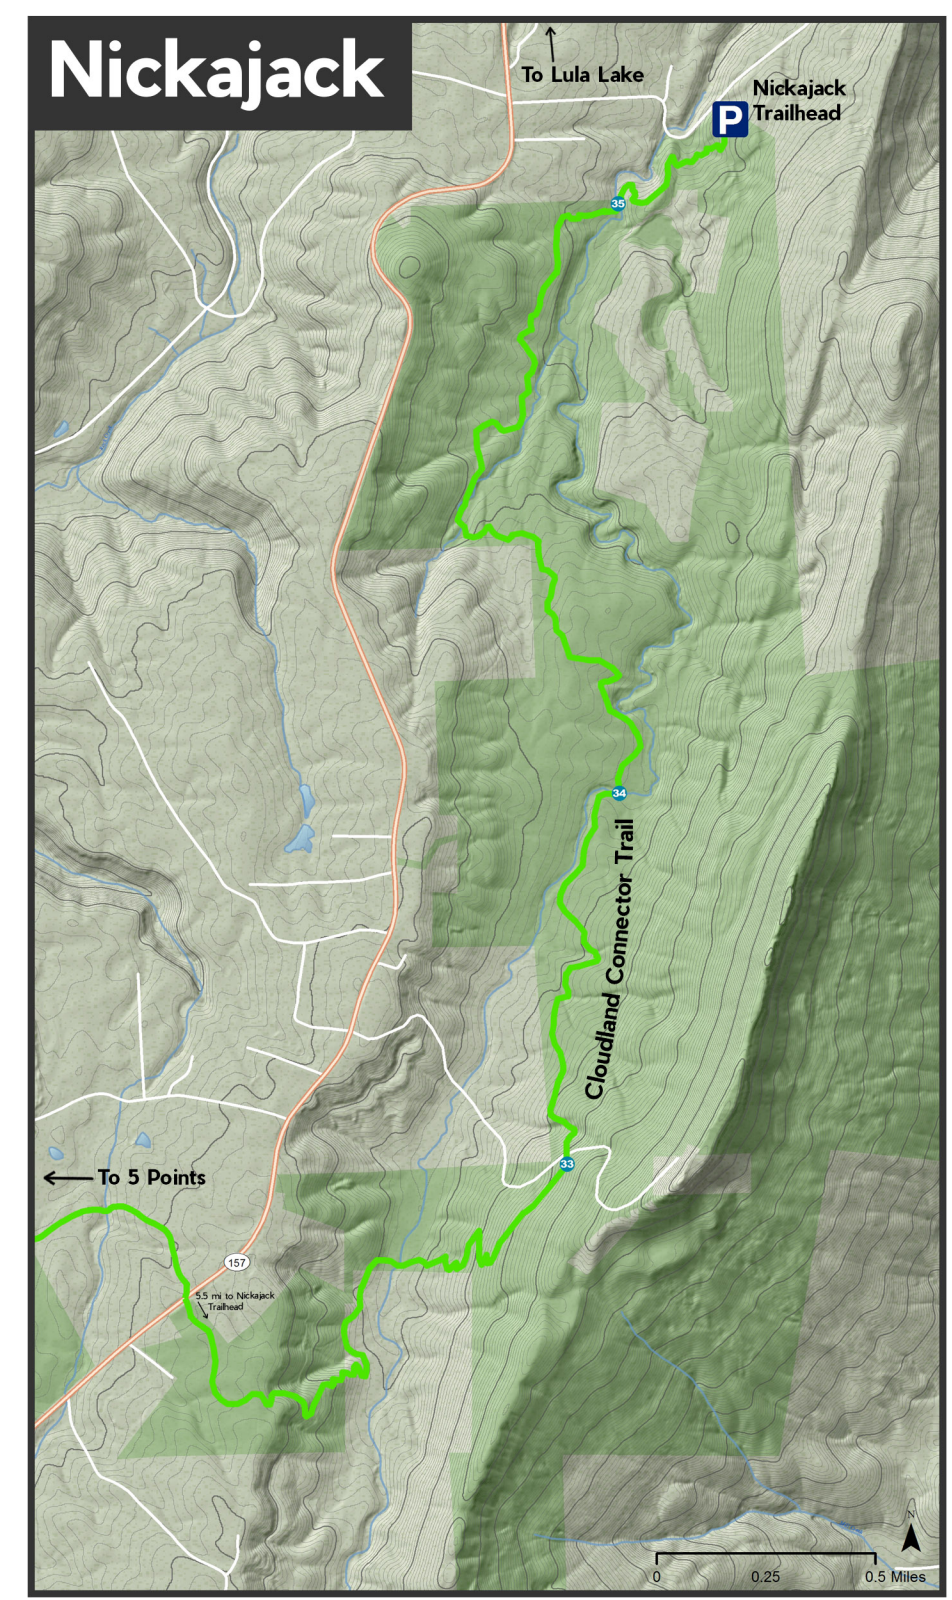 Nickajack
To Lula Lake
Nickajack
Trailhead
P
35
34
Cloudland Connector Trail
33
To 5 Points
157
5.5 mi to Nickajack
Trailhead
N
0 0.25 0.5 Miles